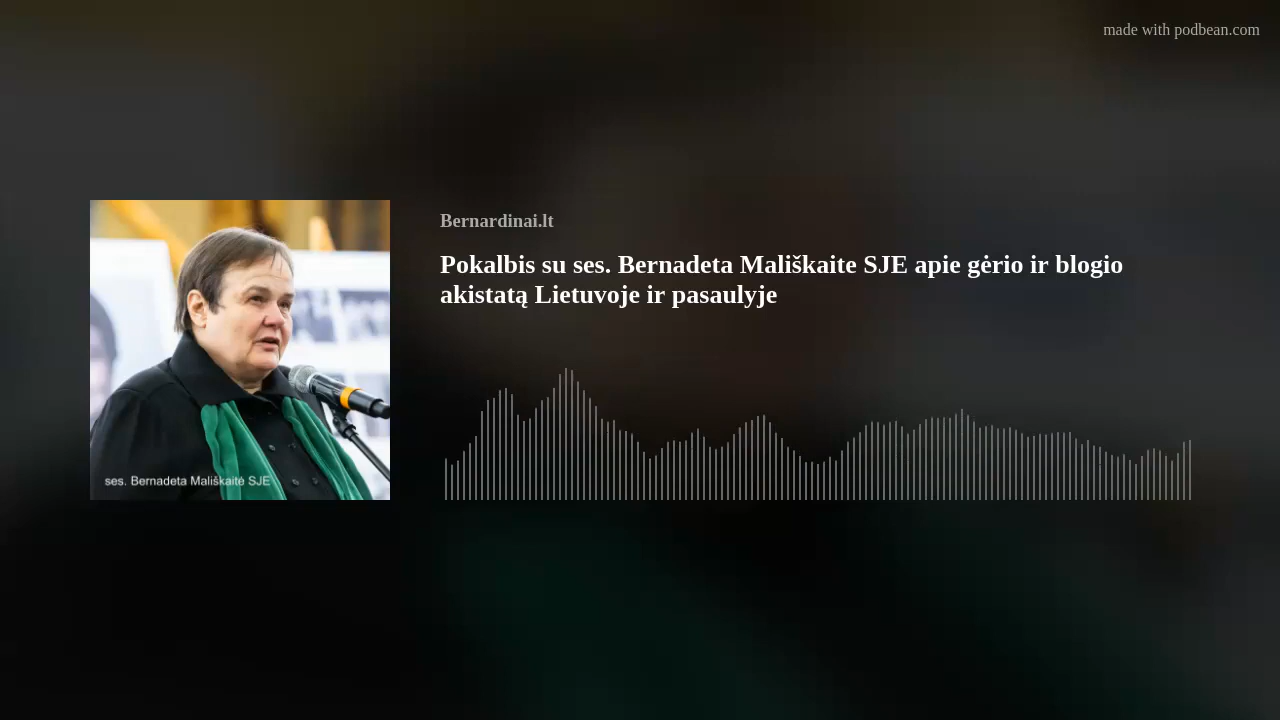 made with podbean.com
Bernardinai.lt
Pokalbis su ses. Bernadeta Mališkaite SJE apie gėrio ir blogio
akistatą Lietuvoje ir pasaulyje
ses. Bernadeta Mališkaitė SJE